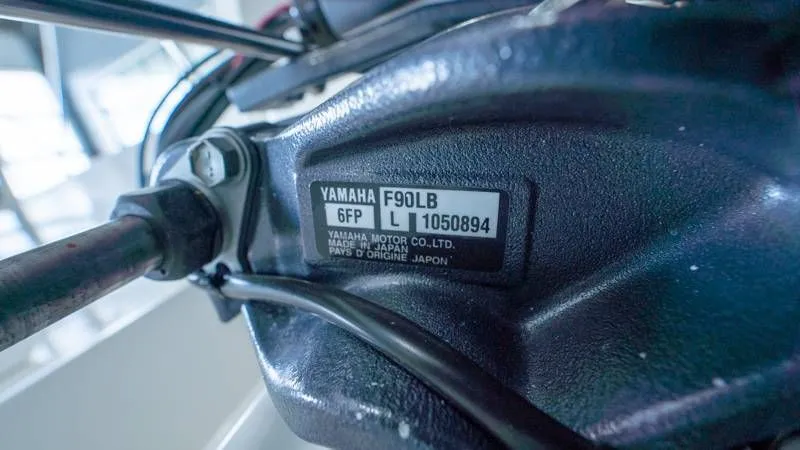 YAMAHA F90LB
6FP L 1050894
YAMAHA MOTOR CO.,LTD.
MADE IN JAPAN
PAYS D'ORIGINE JAPON